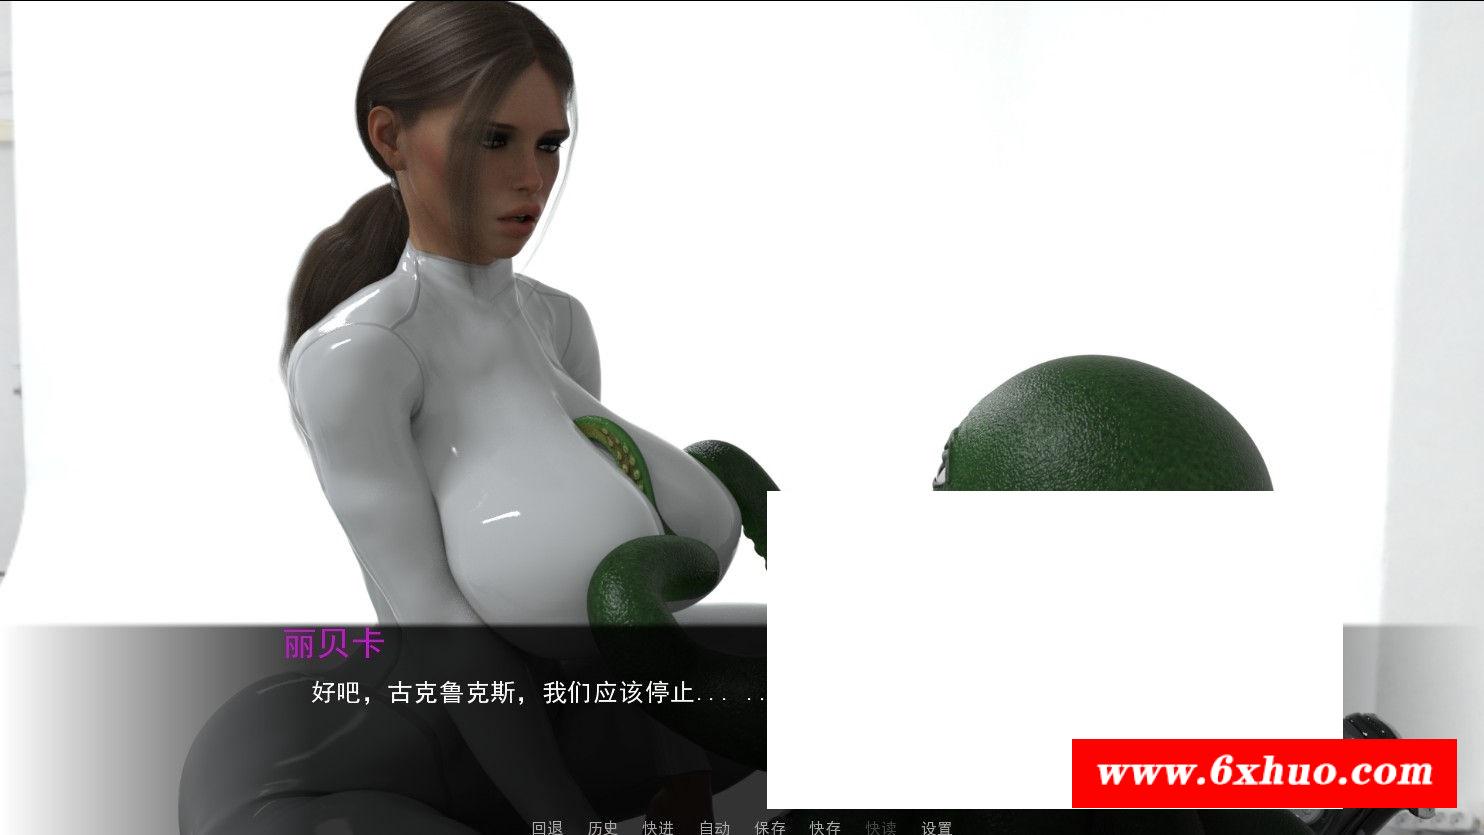 丽贝卡
好吧，古克鲁克斯，我们应该停止... ..
www.6xhuo.com
回退 历史 快进 自动 保存 快存 快读 设置